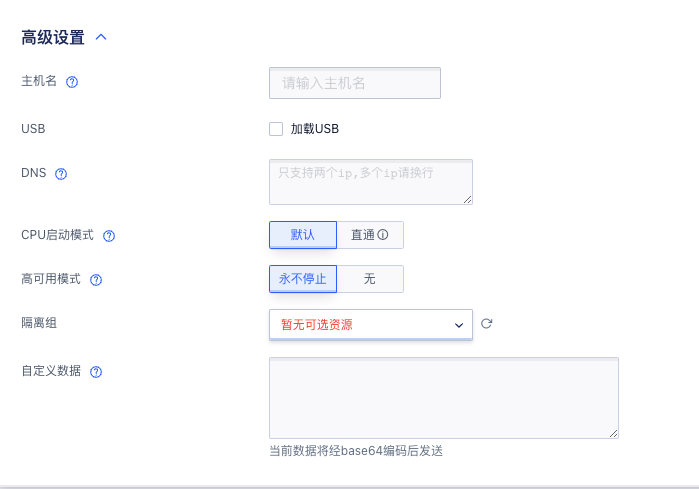 高级设置
主机名
请输入主机名
USB
加载USB
DNS
只支持两个ip,多个ip请换行
CPU启动模式
默认
直通
高可用模式
永不停止
无
隔离组
暂无可选资源
自定义数据
当前数据将经base64编码后发送